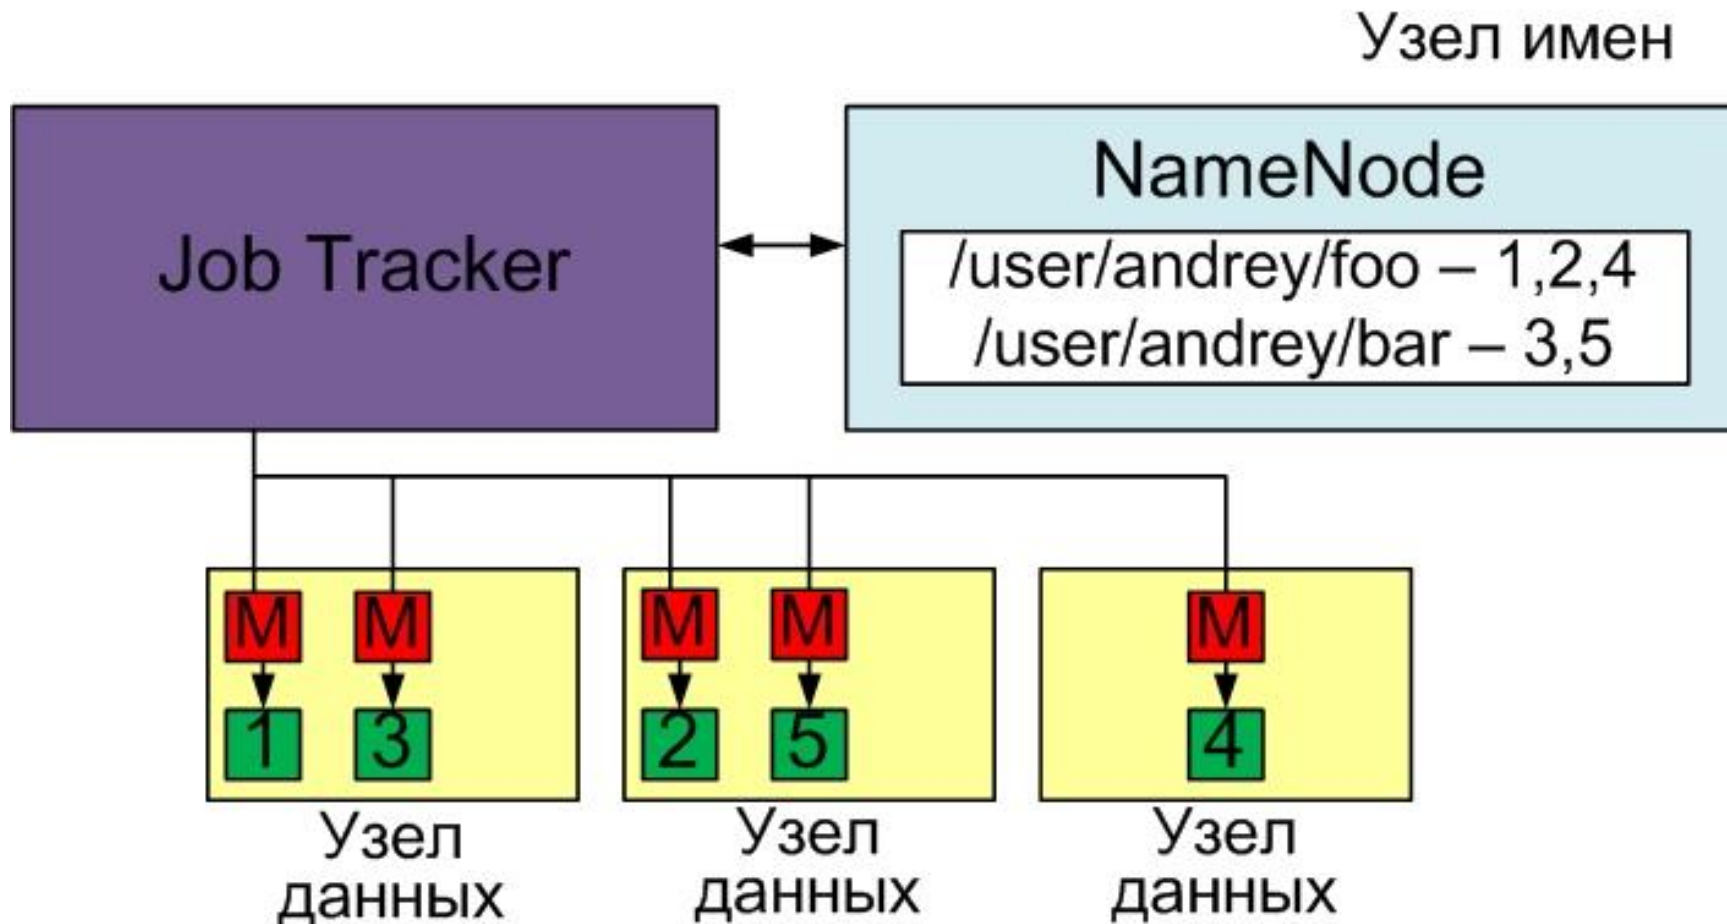 Узел имен
Job Tracker
NameNode
/user/andrey/foo – 1,2,4
/user/andrey/bar – 3,5
M M M M M
1 3 2 5 4
Узел
данных
Узел
данных
Узел
данных